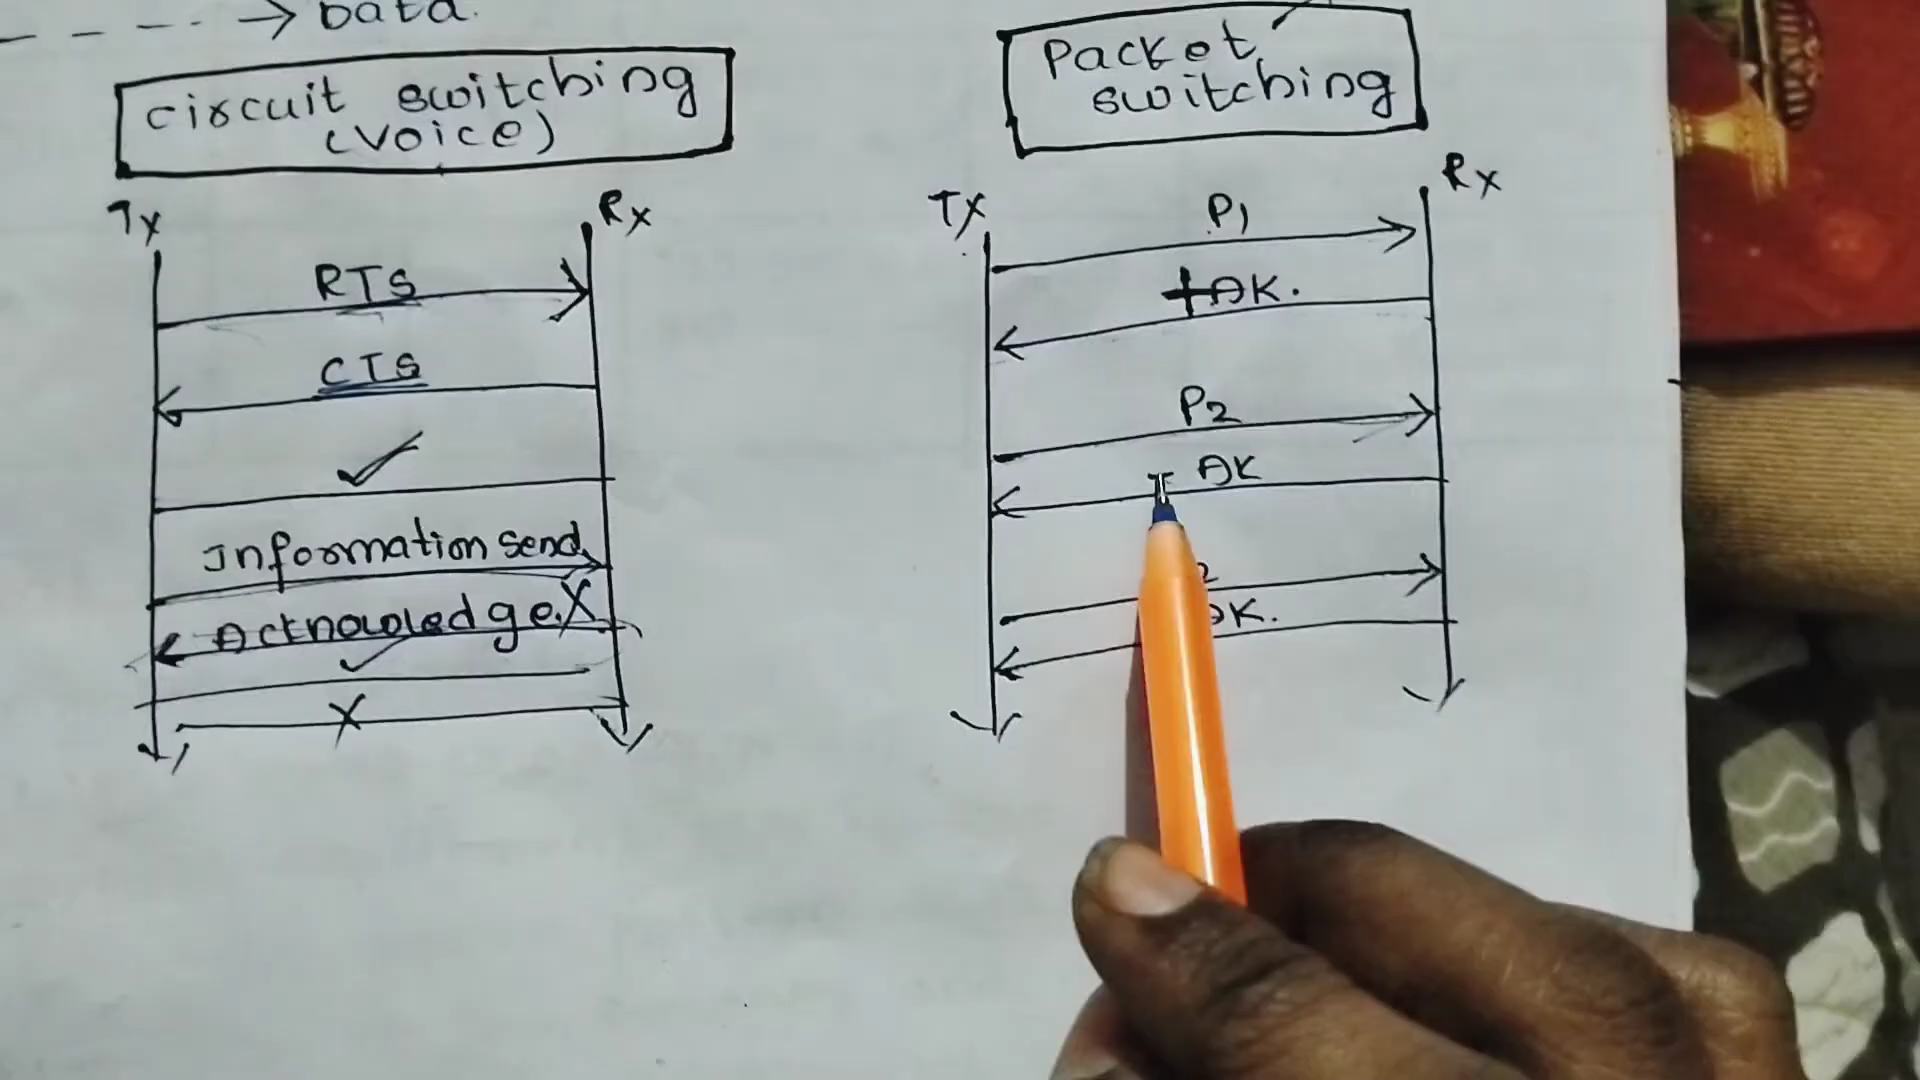 - - - - → Data.
Circuit switching
(Voice)
Tx
Rx
RTS
CTS
✓
Information send
Acknowledge. X
✓
X
Packet
switching
Tx
Rx
P1
+AK.
P2
AK
2
AK.